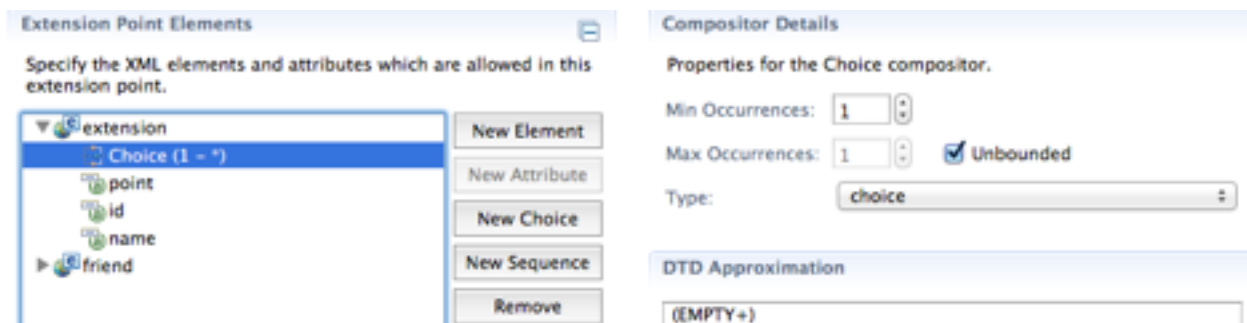 Extension Point Elements
Specify the XML elements and attributes which are allowed in this
extension point.
extension
Choice (1 - *)
point
id
name
friend
New Element
New Attribute
New Choice
New Sequence
Remove
Compositor Details
Properties for the Choice compositor.
Min Occurrences: 1
Max Occurrences: 1 Unbounded
Type: choice
DTD Approximation
(EMPTY+)